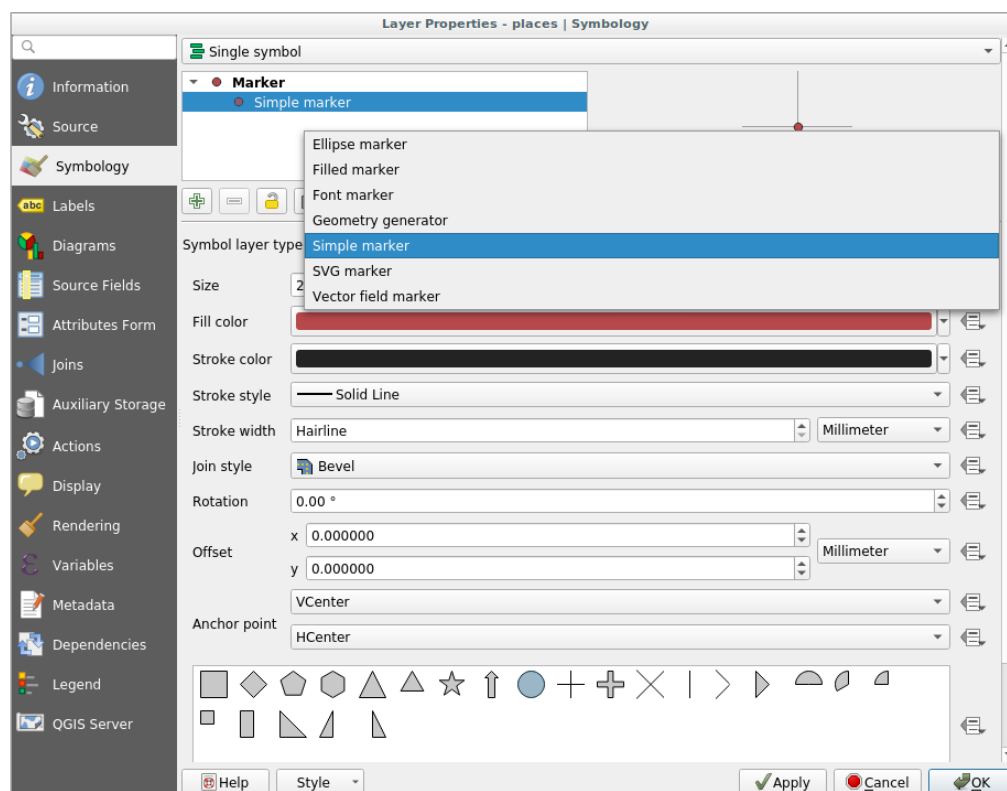 Layer Properties - places | Symbology
Single symbol
Information
Source
Symbology
Labels
Diagrams
Source Fields
Attributes Form
Joins
Auxiliary Storage
Actions
Display
Rendering
Variables
Metadata
Dependencies
Legend
QGIS Server
abc
Marker
Simple marker
Ellipse marker
Filled marker
Font marker
Geometry generator
Simple marker
SVG marker
Vector field marker
Symbol layer type
Size
2
Fill color
Stroke color
Stroke style
Solid Line
Stroke width
Hairline
Millimeter
Join style
Bevel
Rotation
0.00 °
Offset
x 0.000000
y 0.000000
Millimeter
Anchor point
VCenter
HCenter
Help
Style
Apply
Cancel
OK